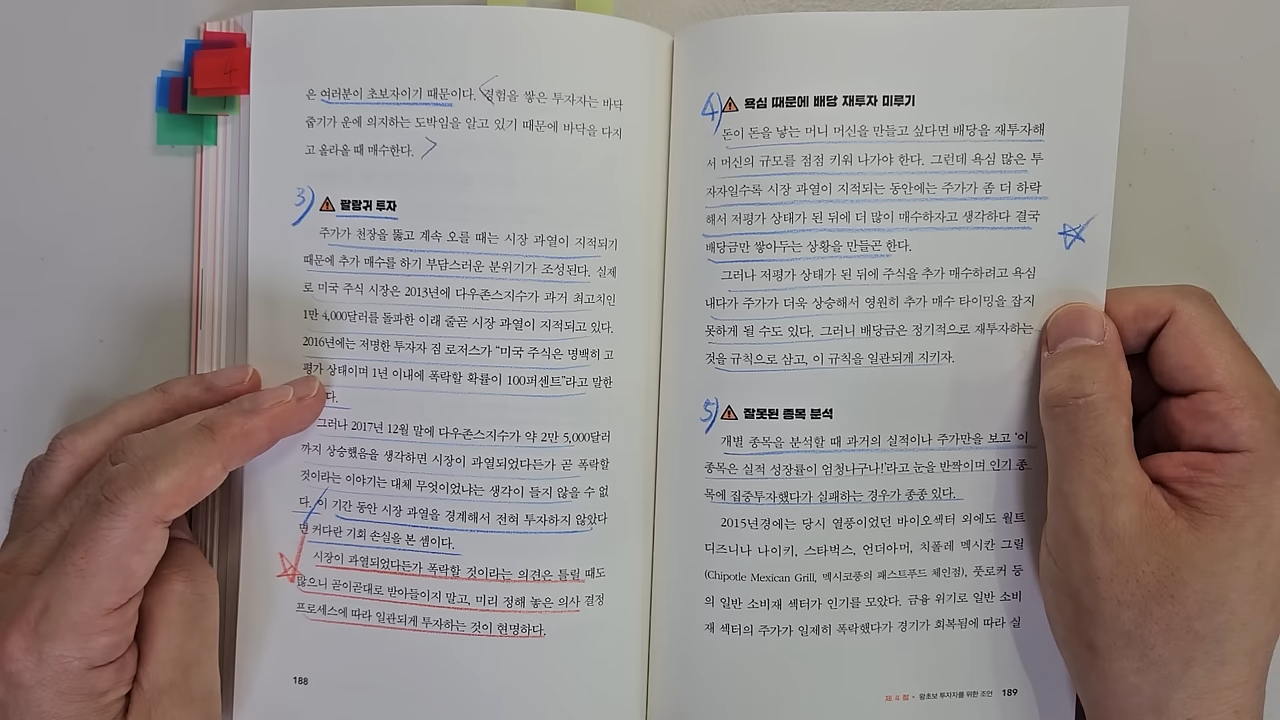 은 여러분이 초보자이기 때문이다. <경험을 쌓은 투자자는 바닥
줍기가 운에 의지하는 도박임을 알고 있기 때문에 바닥을 다지
고 올라올 때 매수한다. >
3) 팔랑귀 투자
주가가 천장을 뚫고 계속 오를 때는 시장 과열이 지적되기
때문에 추가 매수를 하기 부담스러운 분위기가 조성된다. 실제
로 미국 주식 시장은 2013년에 다우존스지수가 과거 최고치인
1만 4,000달러를 돌파한 이래 줄곧 시장 과열이 지적되고 있다.
2016년에는 저명한 투자자 짐 로저스가 “미국 주식은 명백히 고
평가 상태이며 1년 이내에 폭락할 확률이 100퍼센트”라고 말한
다.
그러나 2017년 12월 말에 다우존스지수가 약 2만 5,000달러
까지 상승했음을 생각하면 시장이 과열되었다든가 곧 폭락할
것이라는 이야기는 대체 무엇이었냐는 생각이 들지 않을 수 없
다. 이 기간 동안 시장 과열을 경계해서 전혀 투자하지 않았다
면 커다란 기회 손실을 본 셈이다.
시장이 과열되었다든가 폭락할 것이라는 의견은 틀릴 때도
많으니 곧이곧대로 받아들이지 말고, 미리 정해 놓은 의사 결정
프로세스에 따라 일관되게 투자하는 것이 현명하다.
188
4) 욕심 때문에 배당 재투자 미루기
돈이 돈을 낳는 머니 머신을 만들고 싶다면 배당을 재투자해
서 머신의 규모를 점점 키워 나가야 한다. 그런데 욕심 많은 투
자자일수록 시장 과열이 지적되는 동안에는 주가가 좀 더 하락
해서 저평가 상태가 된 뒤에 더 많이 매수하자고 생각하다 결국
배당금만 쌓아두는 상황을 만들곤 한다.
그러나 저평가 상태가 된 뒤에 주식을 추가 매수하려고 욕심
내다가 주가가 더욱 상승해서 영원히 추가 매수 타이밍을 잡지
못하게 될 수도 있다. 그러니 배당금은 정기적으로 재투자하는
것을 규칙으로 삼고, 이 규칙을 일관되게 지키자.
5) 잘못된 종목 분석
개별 종목을 분석할 때 과거의 실적이나 주가만을 보고 ‘이
종목은 실적 성장률이 엄청나구나!’라고 눈을 반짝이며 인기 종
목에 집중투자했다가 실패하는 경우가 종종 있다.
2015년경에는 당시 열풍이었던 바이오섹터 외에도 월트
디즈니나 나이키, 스타벅스, 언더아머, 치폴레 멕시칸 그릴
(Chipotle Mexican Grill, 멕시코풍의 패스트푸드 체인점), 풋로커 등
의 일반 소비재 섹터가 인기를 모았다. 금융 위기로 일반 소비
재 섹터의 주가가 일제히 폭락했다가 경기가 회복됨에 따라 실
제 4 절 • 왕초보 투자자를 위한 조언 189
4